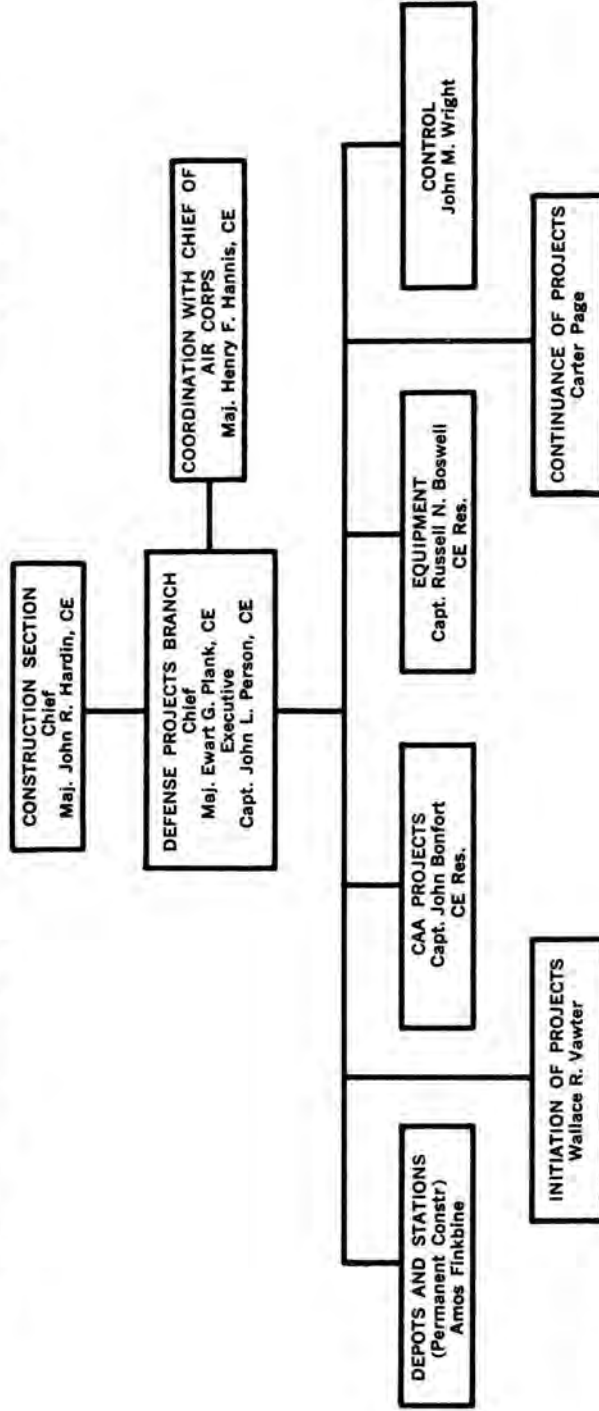 CONSTRUCTION SECTION
Chief
Maj. John R. Hardin, CE
DEFENSE PROJECTS BRANCH
Chief
Maj. Ewart G. Plank, CE
Executive
Capt. John L. Person, CE
COORDINATION WITH CHIEF OF
AIR CORPS
Maj. Henry F. Hannis, CE
DEPOTS AND STATIONS
(Permanent Constr)
Amos Finkbine
CAA PROJECTS
Capt. John Bonfort
CE Res.
EQUIPMENT
Capt. Russell N. Boswell
CE Res.
CONTROL
John M. Wright
INITIATION OF PROJECTS
Wallace R. Vawter
CONTINUANCE OF PROJECTS
Carter Page